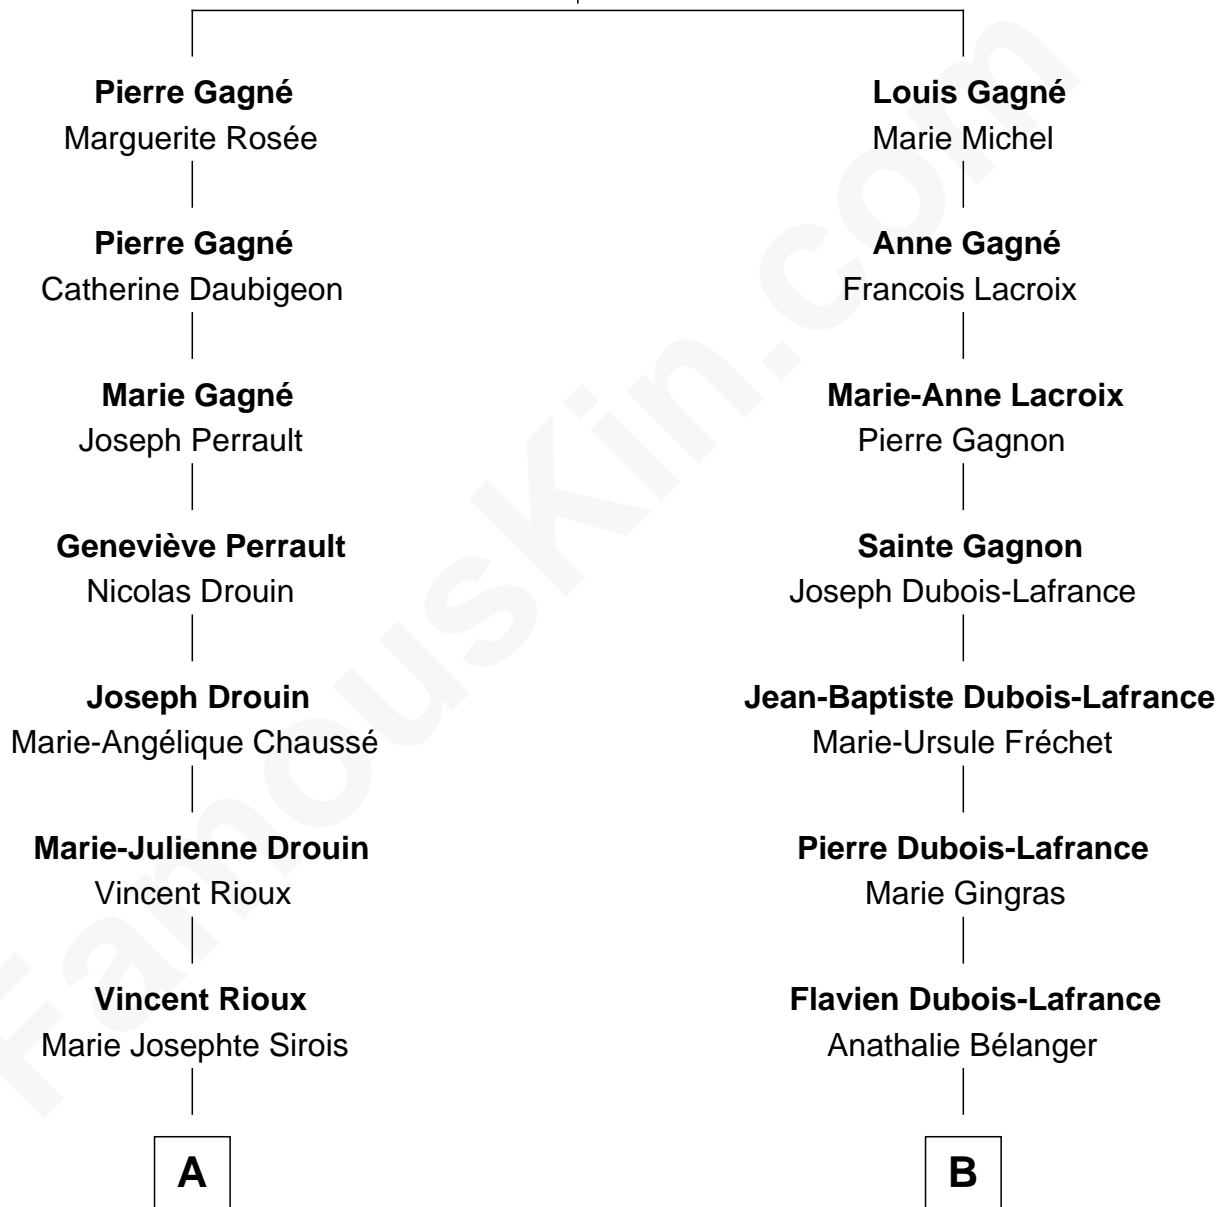 Pierre Gagné
Marguerite Rosée
Pierre Gagné
Catherine Daubigeon
Marie Gagné
Joseph Perrault
Geneviève Perrault
Nicolas Drouin
Joseph Drouin
Marie-Angélique Chaussé
Marie-Julienne Drouin
Vincent Rioux
Vincent Rioux
Marie Josephte Sirois
A
Louis Gagné
Marie Michel
Anne Gagné
Francois Lacroix
Marie-Anne Lacroix
Pierre Gagnon
Sainte Gagnon
Joseph Dubois-Lafrance
Jean-Baptiste Dubois-Lafrance
Marie-Ursule Fréchet
Pierre Dubois-Lafrance
Marie Gingras
Flavien Dubois-Lafrance
Anathalie Bélanger
B
FamousKin.com